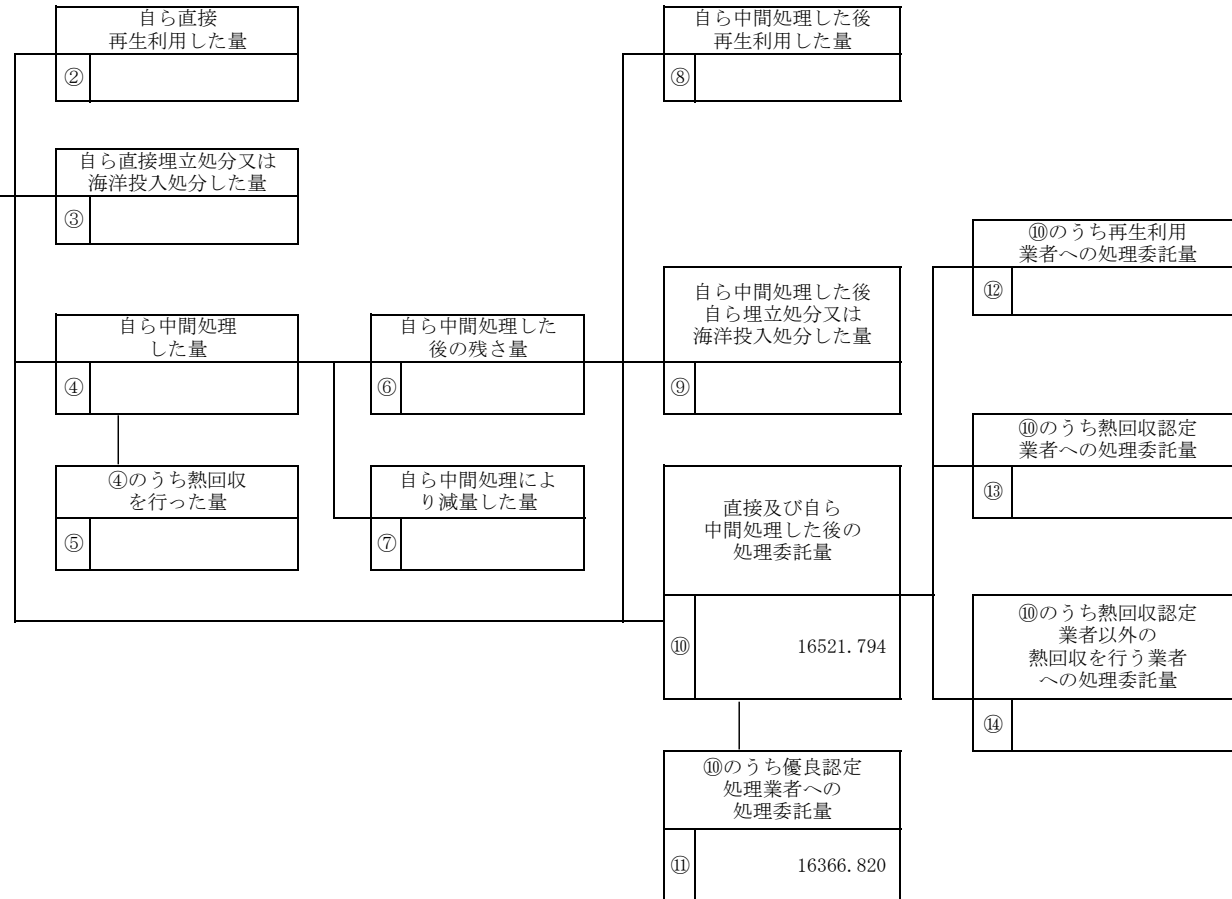 自ら直接
再生利用した量
②
自ら直接埋立処分又は
海洋投入処分した量
③
自ら中間処理
した量
④
④のうち熱回収
を行った量
⑤
自ら中間処理した
後の残さ量
⑥
自ら中間処理によ
り減量した量
⑦
自ら中間処理した後
再生利用した量
⑧
自ら中間処理した後
自ら埋立処分又は
海洋投入処分した量
⑨
直接及び自ら
中間処理した後の
処理委託量
⑩ 16521.794
⑩のうち優良認定
処理業者への
処理委託量
⑪ 16366.820
⑩のうち再生利用
業者への処理委託量
⑫
⑩のうち熱回収認定
業者への処理委託量
⑬
⑩のうち熱回収認定
業者以外の
熱回収を行う業者
への処理委託量
⑭